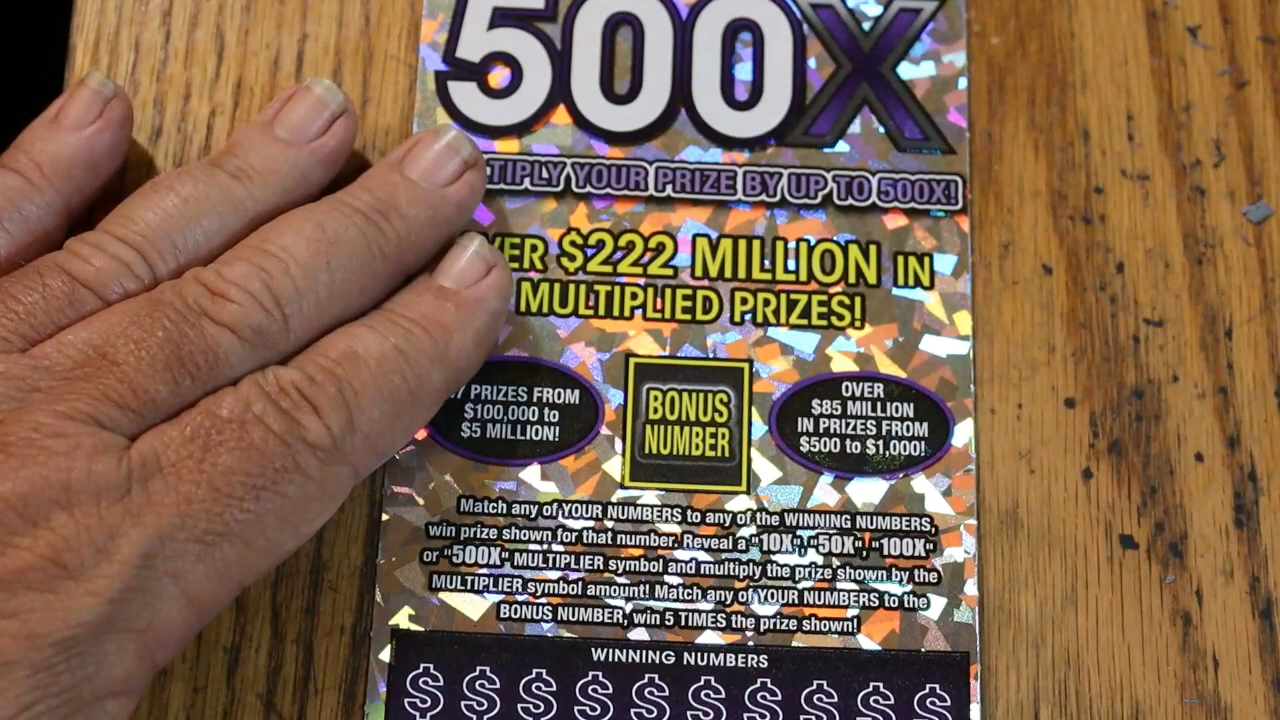 500X
TIPLY YOUR PRIZE BY UP TO 500X!
VER $222 MILLION IN
MULTIPLIED PRIZES!
7 PRIZES FROM
$100,000 to
$5 MILLION!
BONUS
NUMBER
OVER
$85 MILLION
IN PRIZES FROM
$500 to $1,000!
Match any of YOUR NUMBERS to any of the WINNING NUMBERS,
win prize shown for that number. Reveal a "10X", "50X", "100X"
or "500X" MULTIPLIER symbol and multiply the prize shown by the
MULTIPLIER symbol amount! Match any of YOUR NUMBERS to the
BONUS NUMBER, win 5 TIMES the prize shown!
WINNING NUMBERS
$ $ $ $ $ $ $ $ $ $